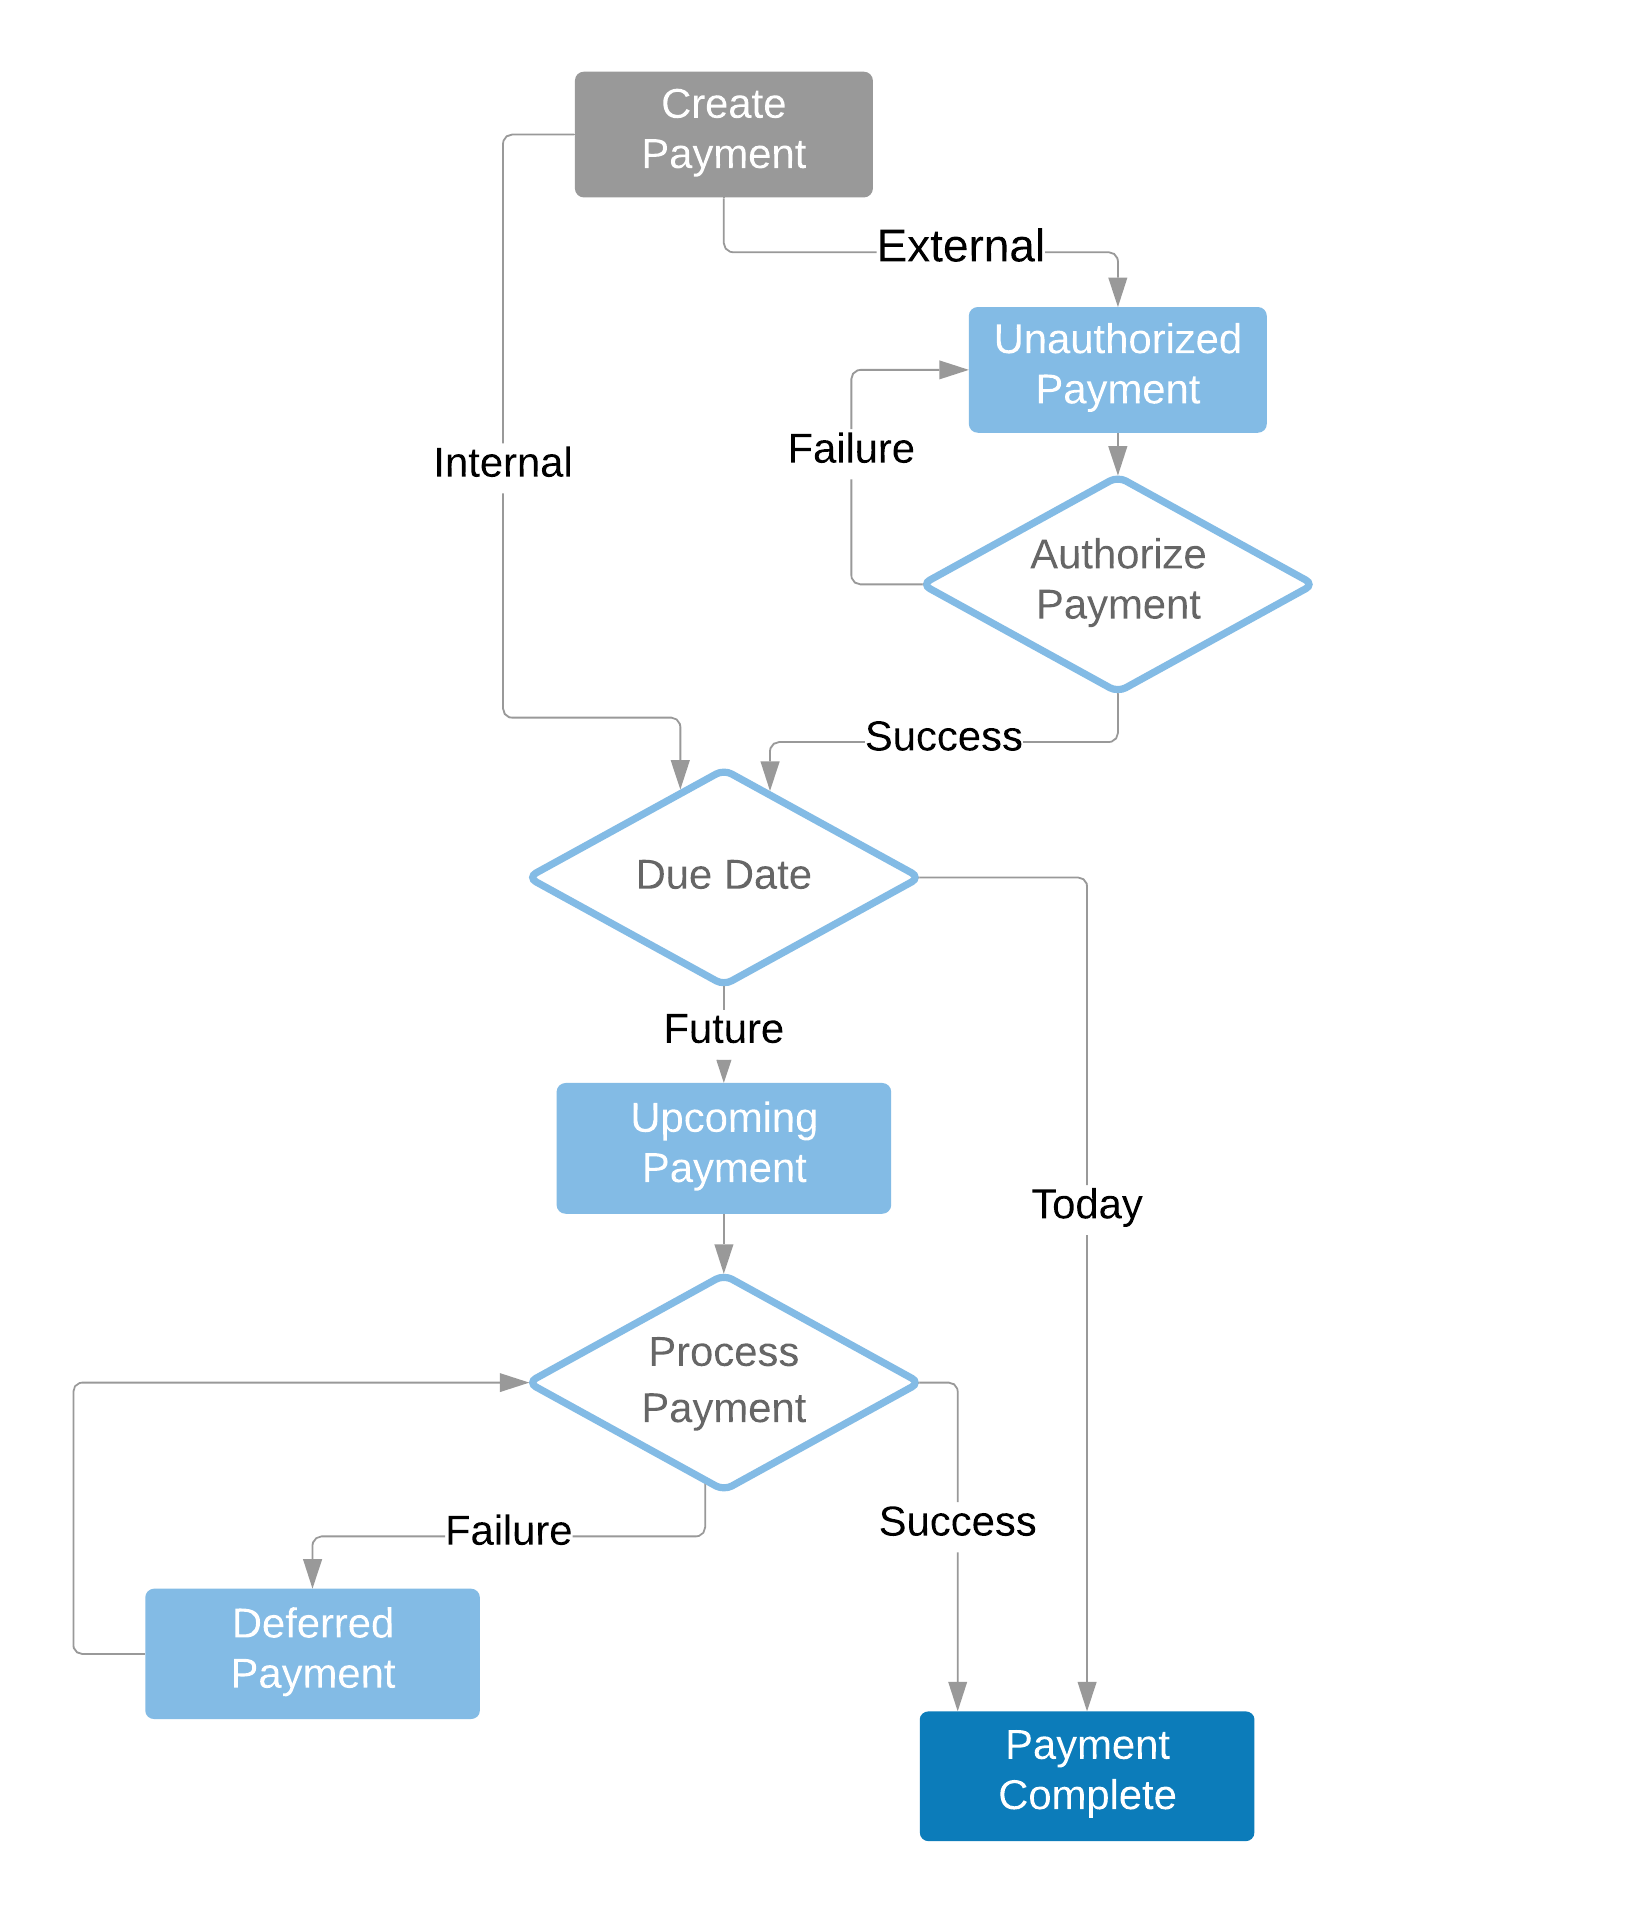 Create
Payment
External
Unauthorized
Payment
Failure
Internal
Authorize
Payment
Success
Due Date
Future
Upcoming
Payment
Today
Process
Payment
Success
Failure
Deferred
Payment
Payment
Complete